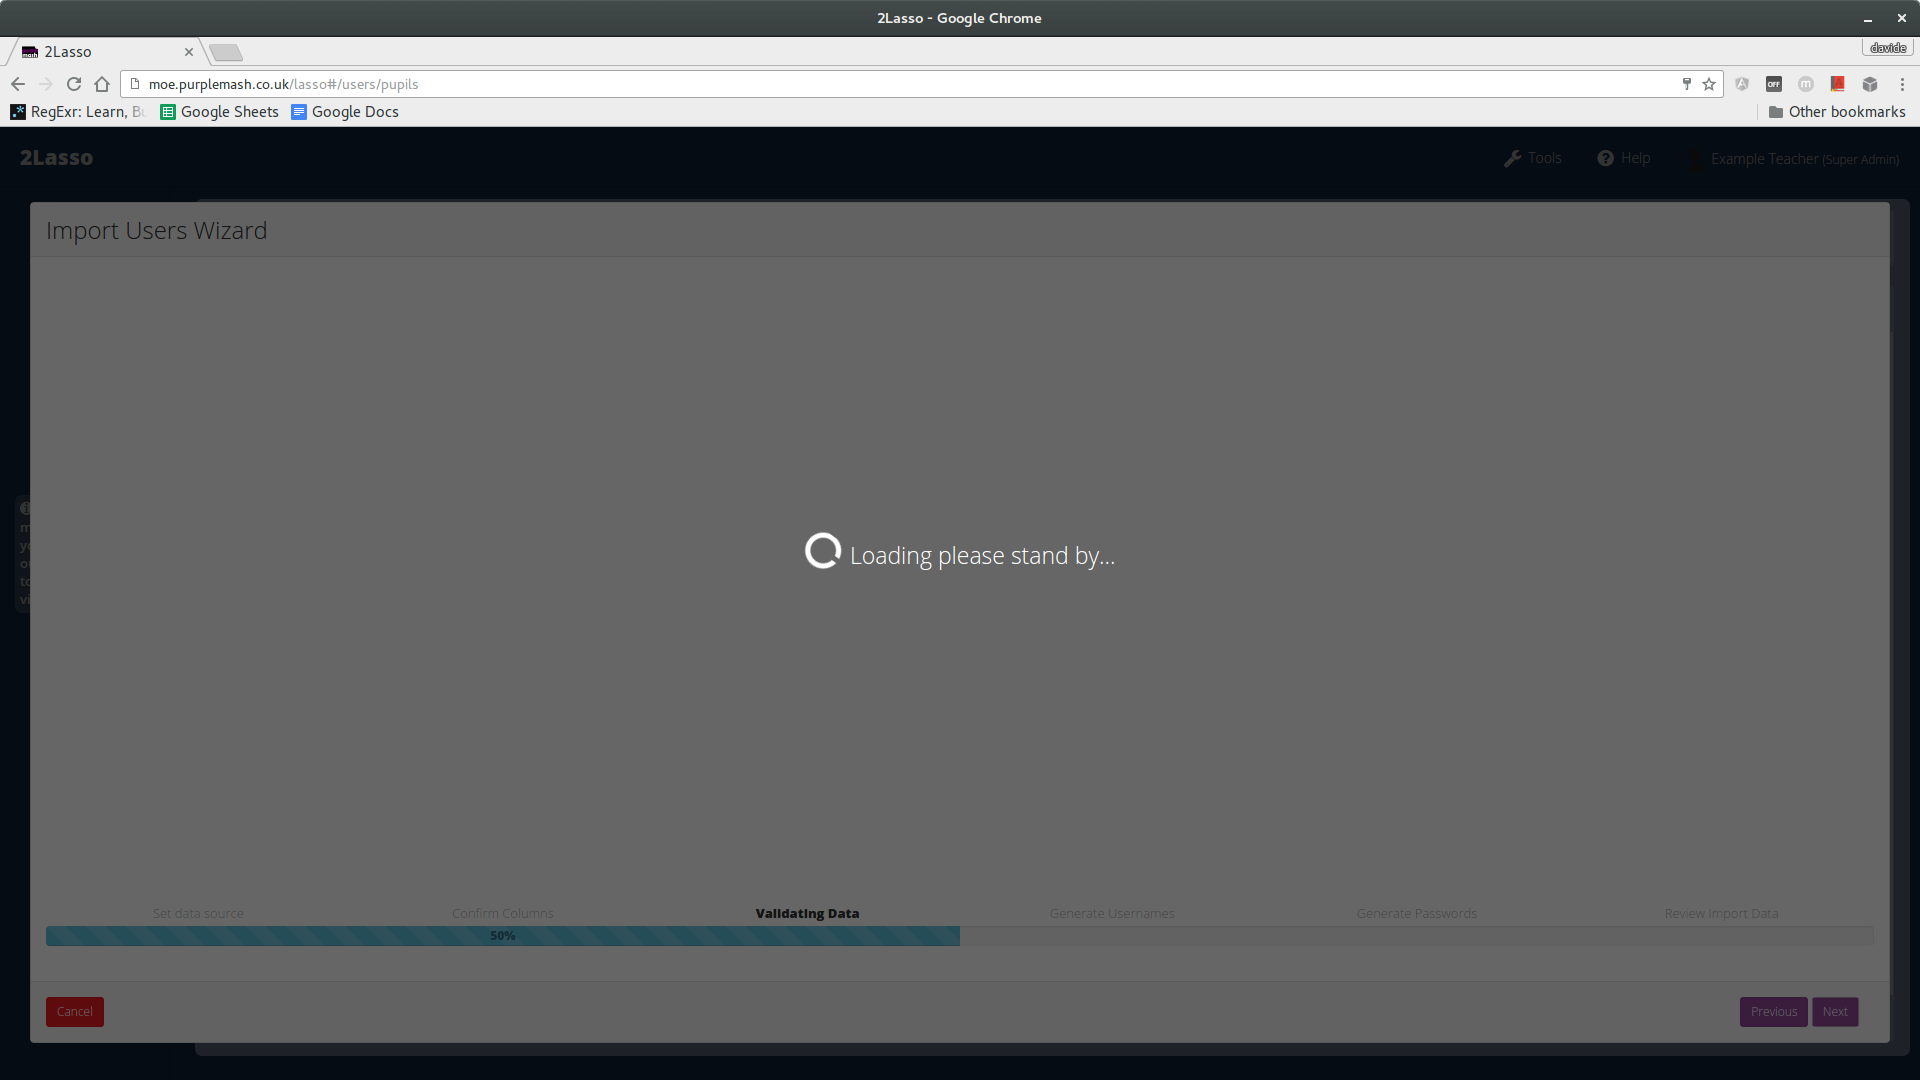 2Lasso - Google Chrome
2Lasso
davide
moe.purplemash.co.uk/lasso#/users/pupils
OFF
RegExr: Learn, Bu
Google Sheets
Google Docs
Other bookmarks
2Lasso
Tools
Help
Example Teacher (Super Admin)
Import Users Wizard
Loading please stand by...
Set data source
Confirm Columns
Validating Data
Generate Usernames
Generate Passwords
Review Import Data
50%
Cancel
Previous
Next